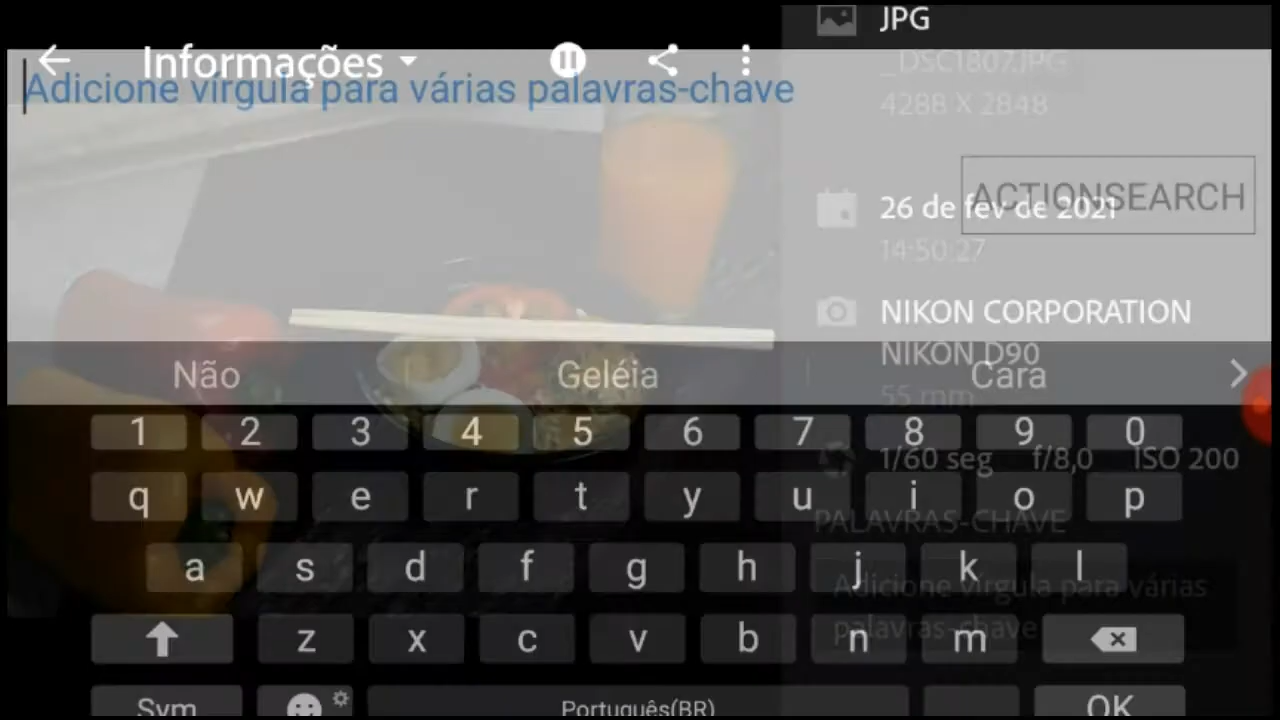 Informações
JPG
_DSC1807.JPG
4288 X 2848
Adicione vírgula para várias palavras-chave
ACTIONSEARCH
26 de fev de 2021
14:50:27
NIKON CORPORATION
NIKON D90
55 mm
Não Geléia Cara
1/60 seg f/8,0 ISO 200
PALAVRAS-CHAVE
Adicione vírgula para várias
palavras-chave
1 2 3 4 5 6 7 8 9 0
q w e r t y u i o p
a s d f g h j k l
z x c v b n m
Sym Português(BR) OK